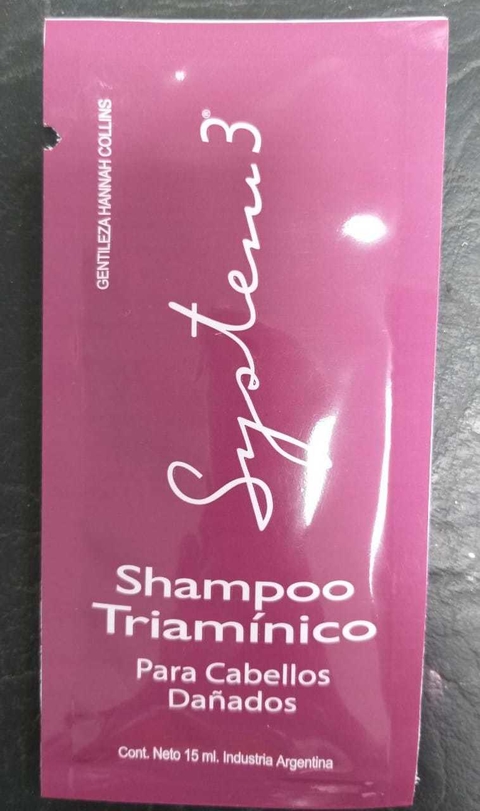 GENTILEZA HANNAH COLLINS
System 3®
Shampoo
Triamínico
Para Cabellos
Dañados
Cont. Neto 15 ml. Industria Argentina